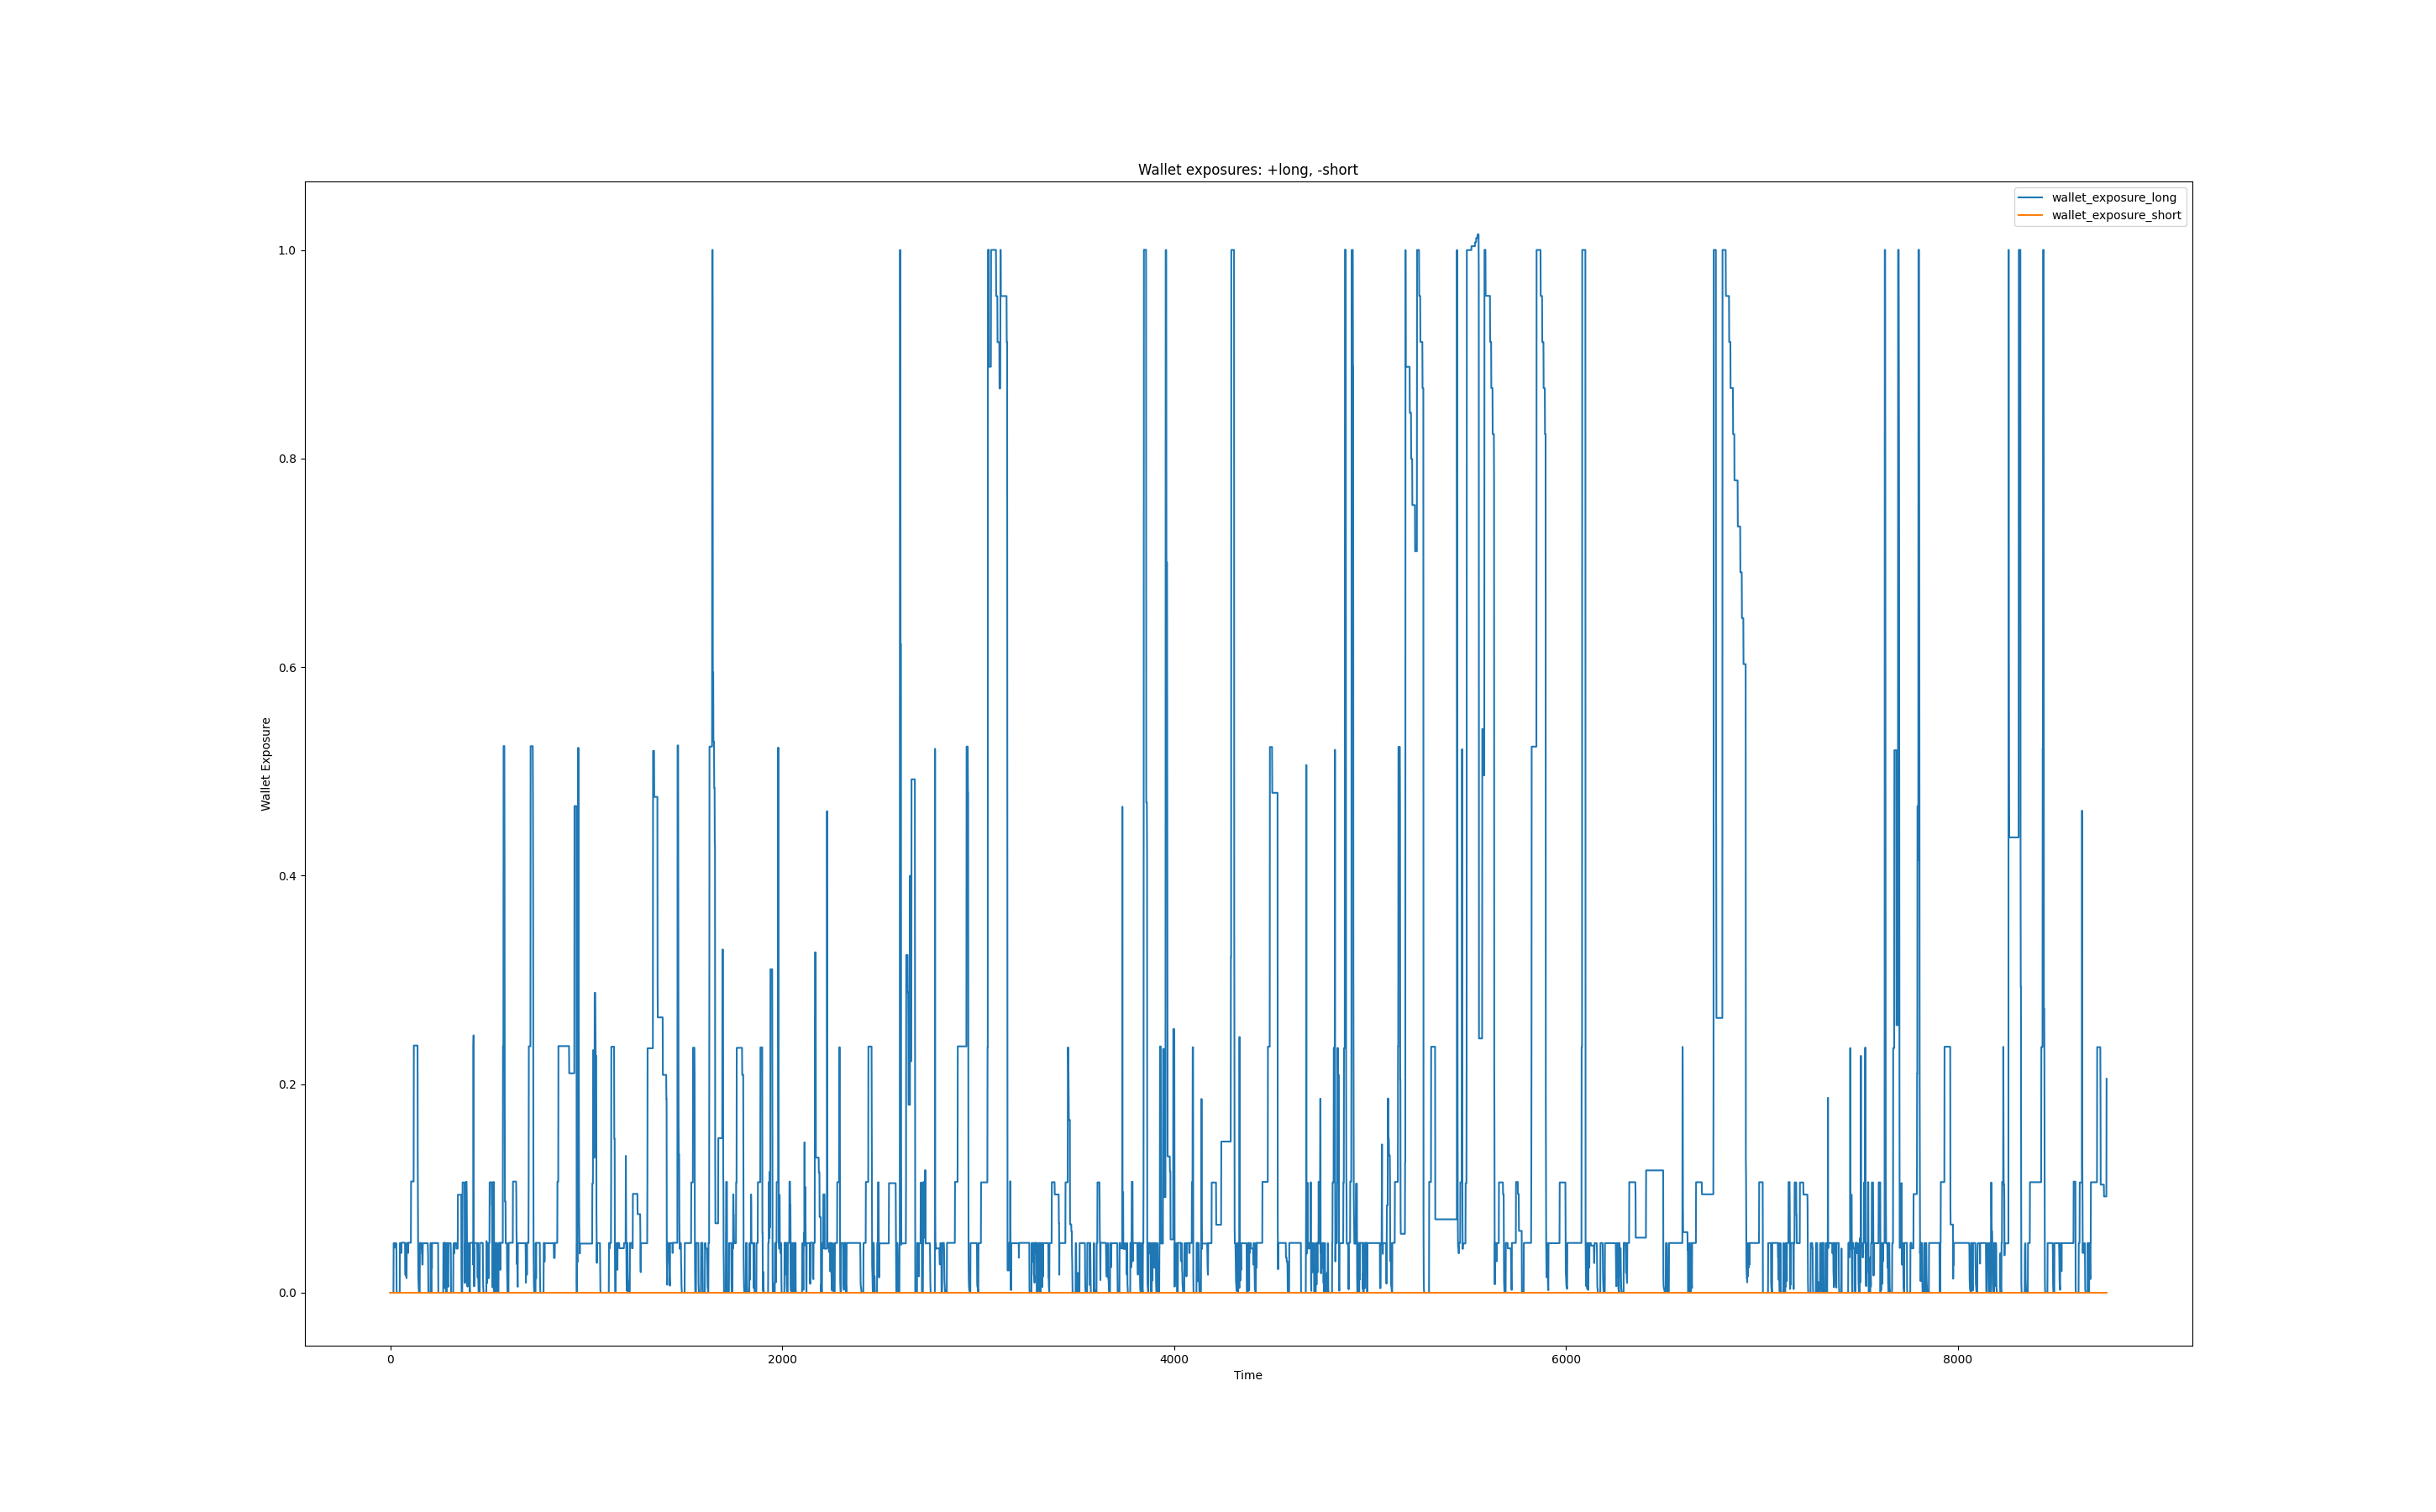 Wallet exposures: +long, -short
wallet_exposure_long
wallet_exposure_short
1.0
0.8
0.6
0.4
0.2
0.0
Wallet Exposure
0 2000 4000 6000 8000
Time